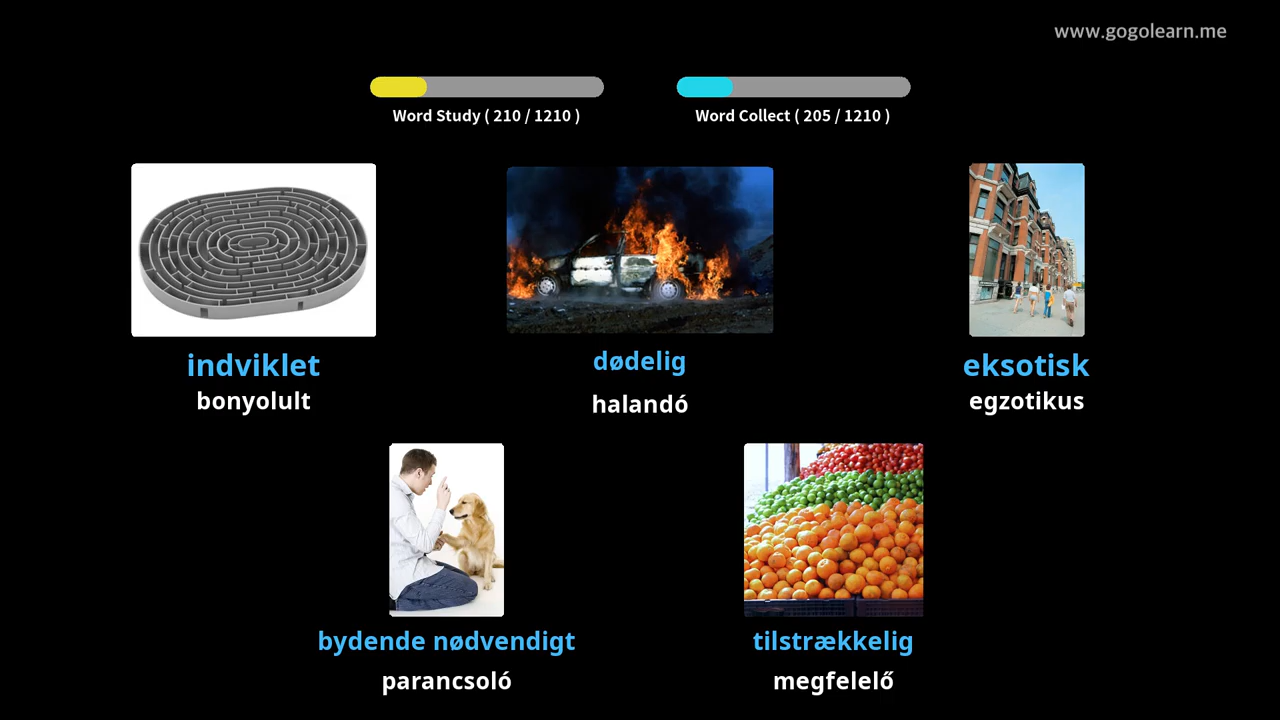 www.gogolearn.me
Word Study ( 210 / 1210 )
Word Collect ( 205 / 1210 )
indviklet
bonyolult
dødelig
halandó
eksotisk
egzotikus
bydende nødvendigt
parancsoló
tilstrækkelig
megfelelő